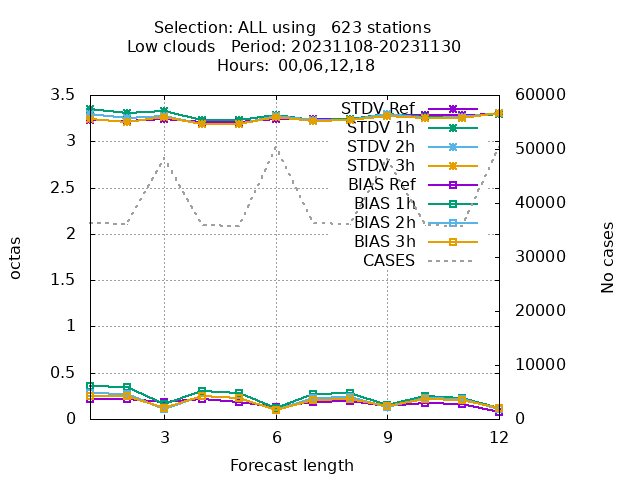 Selection: ALL using   623 stations
Low clouds   Period: 20231108-20231130
Hours:  00,06,12,18
3.5
3
2.5
2
1.5
1
0.5
0
octas
60000
50000
40000
30000
20000
10000
0
No cases
STDV Ref
STDV 1h
STDV 2h
STDV 3h
BIAS Ref
BIAS 1h
BIAS 2h
BIAS 3h
CASES
3
6
9
12
Forecast length